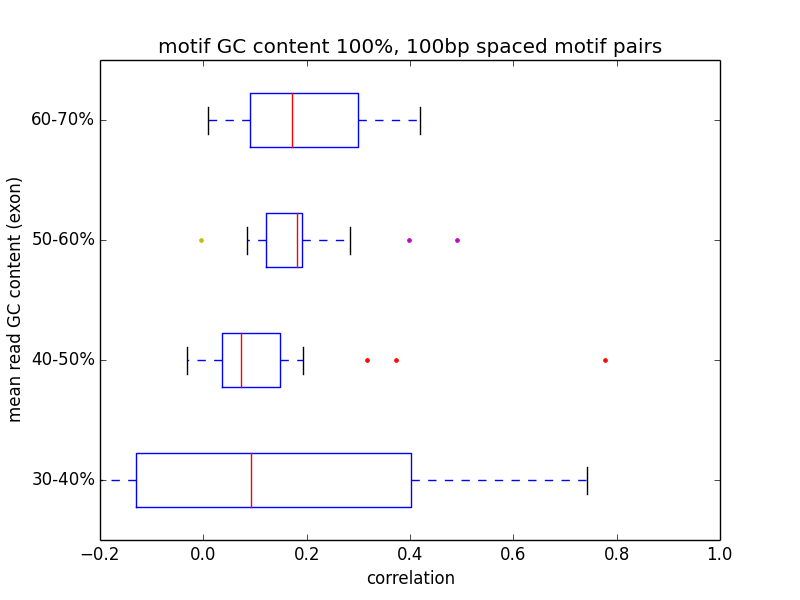 motif GC content 100%, 100bp spaced motif pairs
60-70%
50-60%
40-50%
30-40%
mean read GC content (exon)
−0.2 0.0 0.2 0.4 0.6 0.8 1.0
correlation